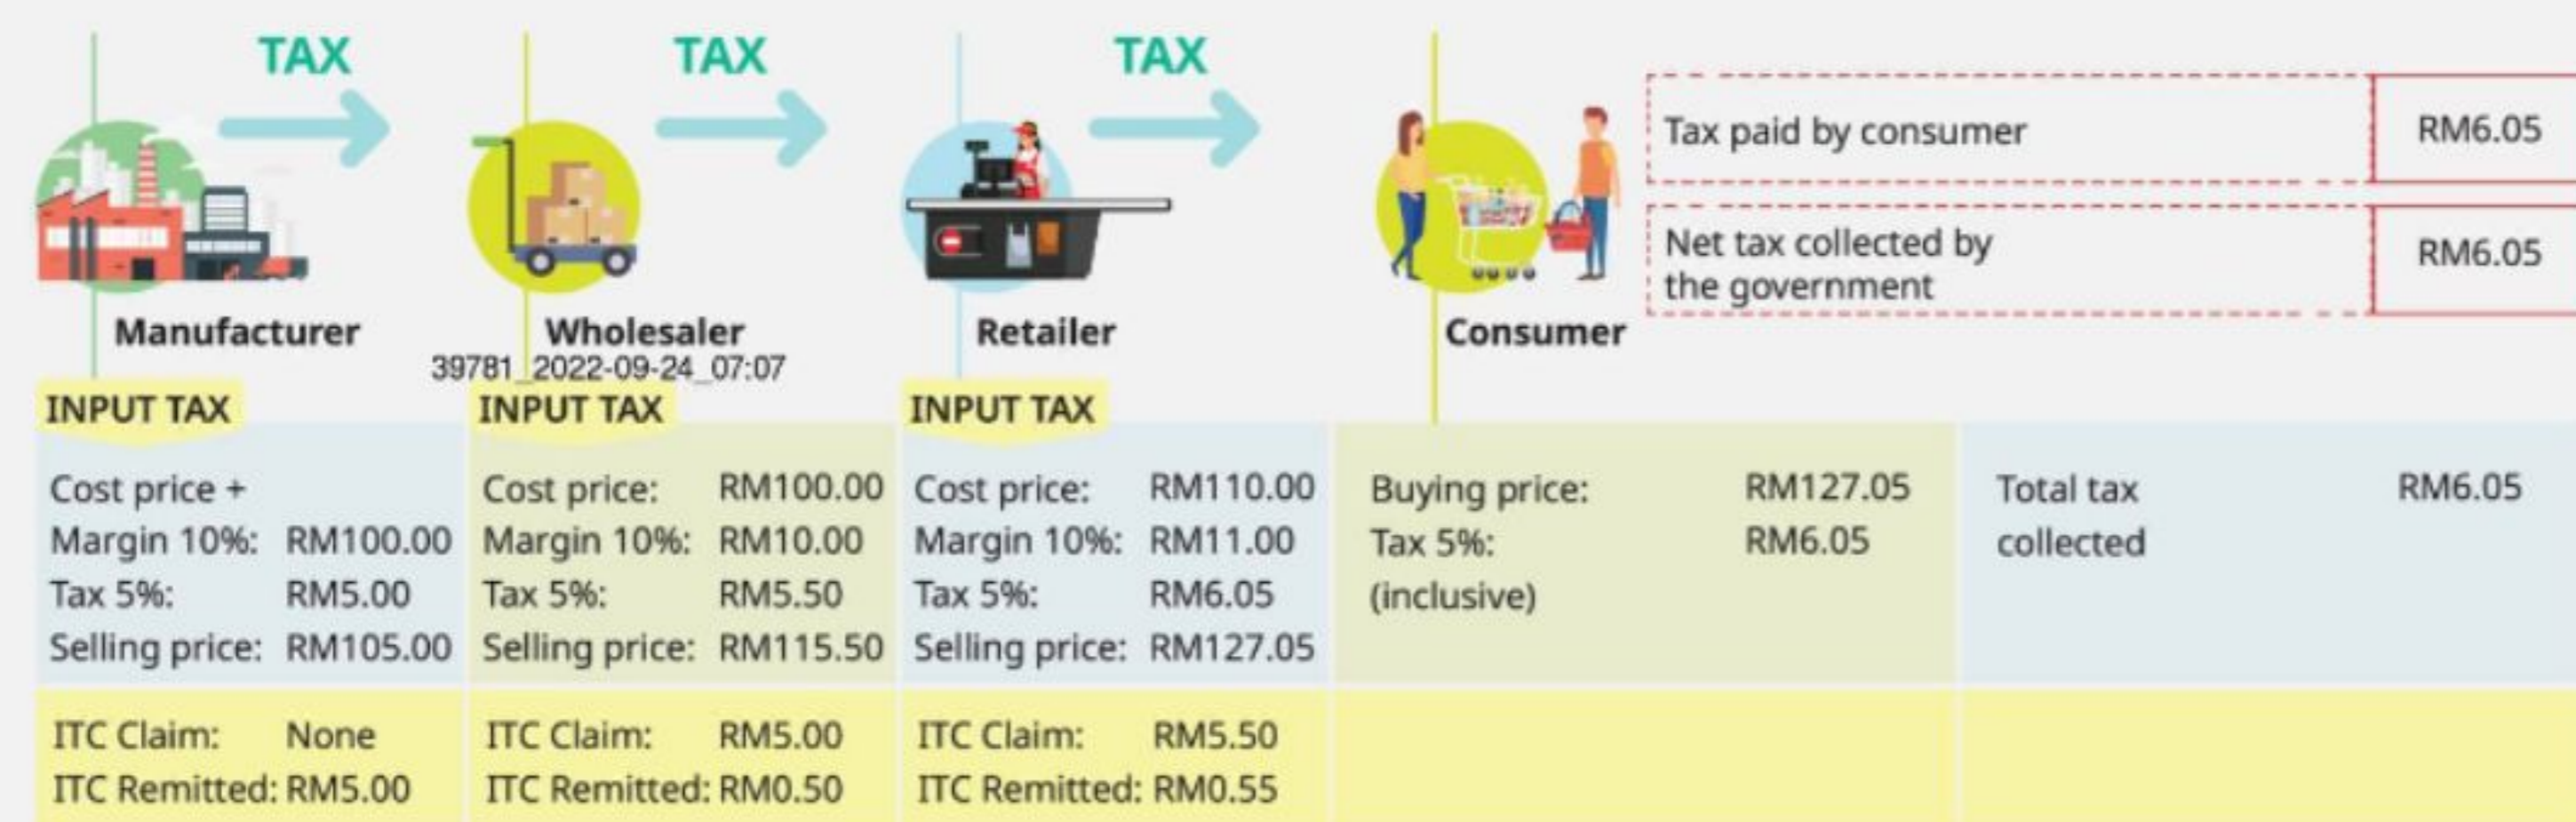 TAX
TAX
TAX
Tax paid by consumer RM6.05
Net tax collected by
the government RM6.05
Manufacturer
Wholesaler
Retailer
Consumer
39781_2022-09-24_07:07
INPUT TAX
Cost price +
Margin 10%: RM100.00
Tax 5%: RM5.00
Selling price: RM105.00
ITC Claim: None
ITC Remitted: RM5.00
INPUT TAX
Cost price: RM100.00
Margin 10%: RM10.00
Tax 5%: RM5.50
Selling price: RM115.50
ITC Claim: RM5.00
ITC Remitted: RM0.50
INPUT TAX
Cost price: RM110.00
Margin 10%: RM11.00
Tax 5%: RM6.05
Selling price: RM127.05
ITC Claim: RM5.50
ITC Remitted: RM0.55
Buying price: RM127.05
Tax 5%: RM6.05
(inclusive)
Total tax RM6.05
collected